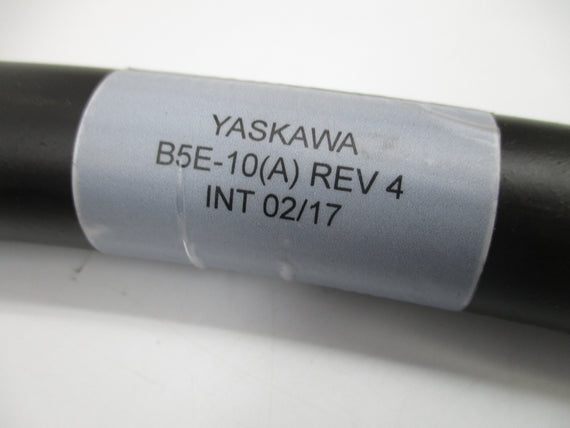 YASKAWA
B5E-10(A) REV 4
INT 02/17